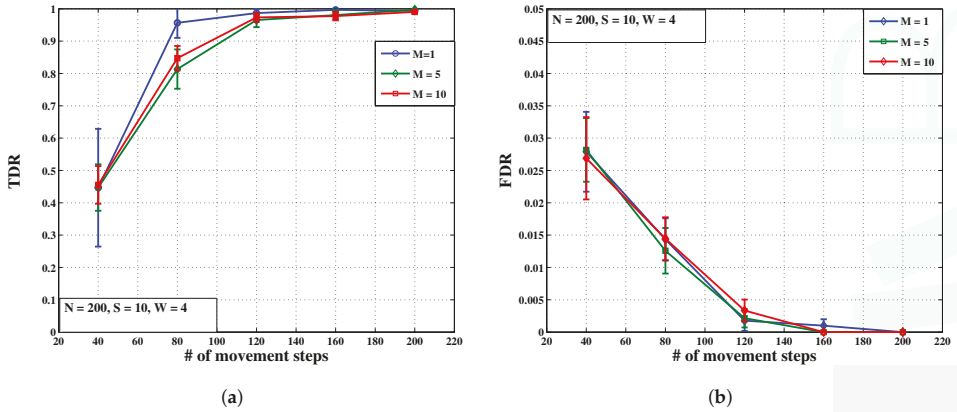 1
0.9
0.8
0.7
0.6
0.5
0.4
0.3
0.2
0.1
0
TDR
M=1
M = 5
M = 10
N = 200, S = 10, W = 4
20 40 60 80 100 120 140 160 180 200 220
# of movement steps
(a)
0.05
0.045
0.04
0.035
0.03
0.025
0.02
0.015
0.01
0.005
0
FDR
N = 200, S = 10, W = 4
M = 1
M = 5
M = 10
20 40 60 80 100 120 140 160 180 200 220
# of movement steps
(b)